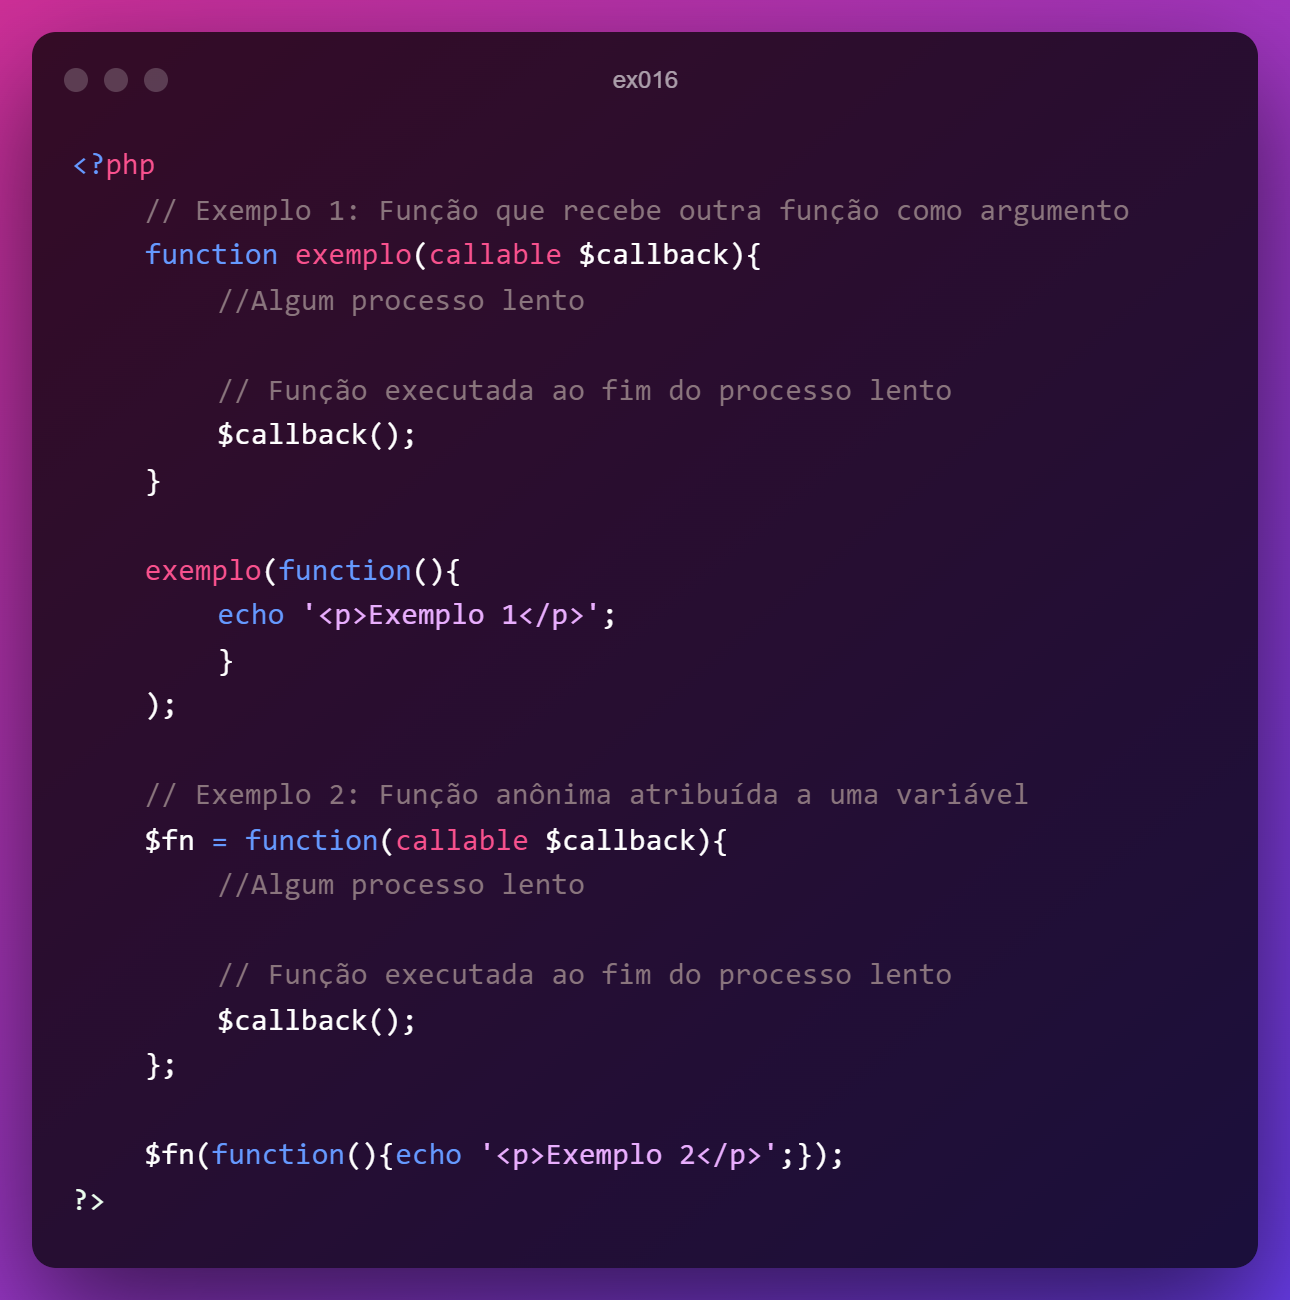 ex016
<?php
// Exemplo 1: Função que recebe outra função como argumento
function exemplo(callable $callback){
//Algum processo lento
// Função executada ao fim do processo lento
$callback();
}
exemplo(function(){
echo '<p>Exemplo 1</p>';
}
);
// Exemplo 2: Função anônima atribuída a uma variável
$fn = function(callable $callback){
//Algum processo lento
// Função executada ao fim do processo lento
$callback();
};
$fn(function(){echo '<p>Exemplo 2</p>';});
?>